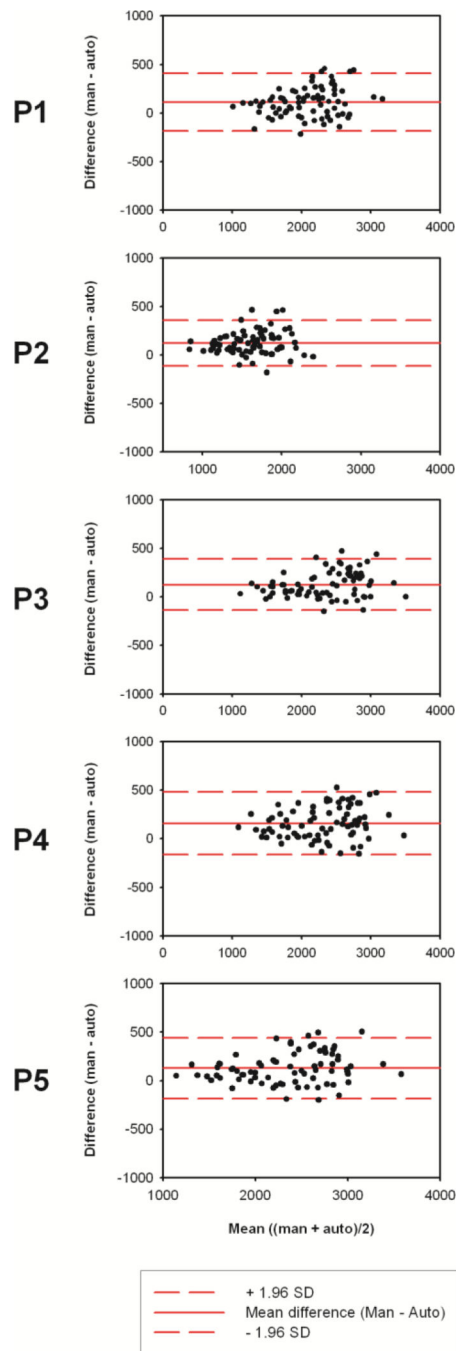 P1
Difference (man - auto)
1000
500
0
-500
-1000
0 1000 2000 3000 4000
P2
Difference (man - auto)
1000
500
0
-500
-1000
1000 2000 3000 4000
P3
Difference (man - auto)
1000
500
0
-500
-1000
0 1000 2000 3000 4000
P4
Difference (man - auto)
1000
500
0
-500
-1000
0 1000 2000 3000 4000
P5
Difference (man - auto)
1000
500
0
-500
-1000
1000 2000 3000 4000
Mean ((man + auto)/2)
+ 1.96 SD
Mean difference (Man - Auto)
- 1.96 SD